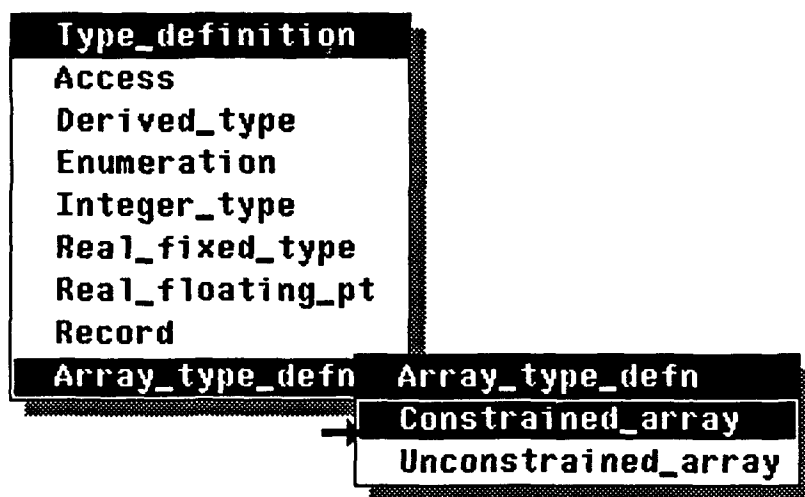 Type_definition
Access
Derived_type
Enumeration
Integer_type
Real_fixed_type
Real_floating_pt
Record
Array_type_defn
Array_type_defn
Constrained_array
Unconstrained_array